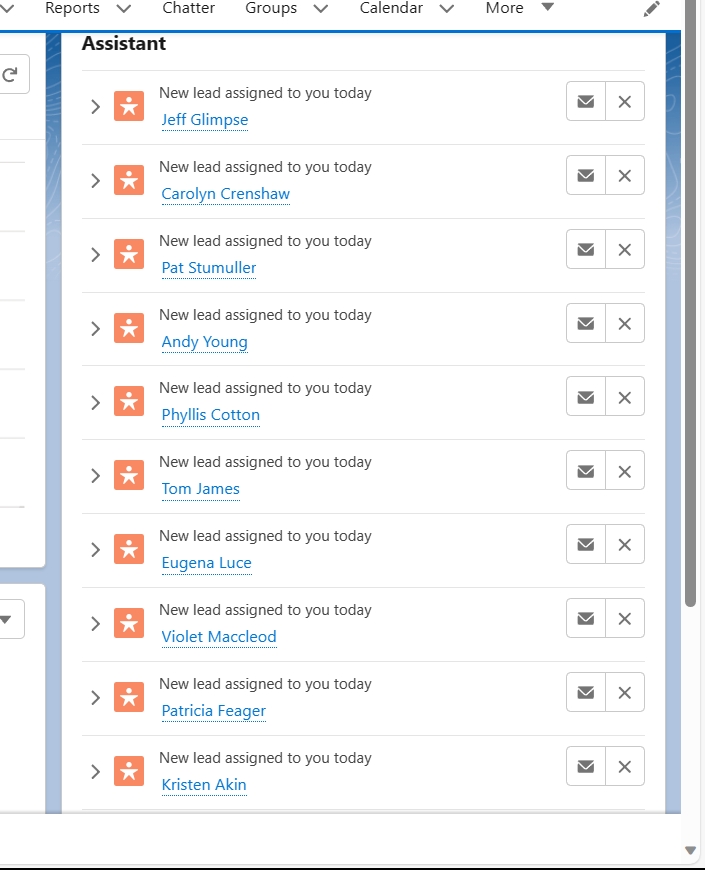 Reports Chatter Groups Calendar More
Assistant
New lead assigned to you today
Jeff Glimpse
New lead assigned to you today
Carolyn Crenshaw
New lead assigned to you today
Pat Stumuller
New lead assigned to you today
Andy Young
New lead assigned to you today
Phyllis Cotton
New lead assigned to you today
Tom James
New lead assigned to you today
Eugena Luce
New lead assigned to you today
Violet Maccleod
New lead assigned to you today
Patricia Feager
New lead assigned to you today
Kristen Akin